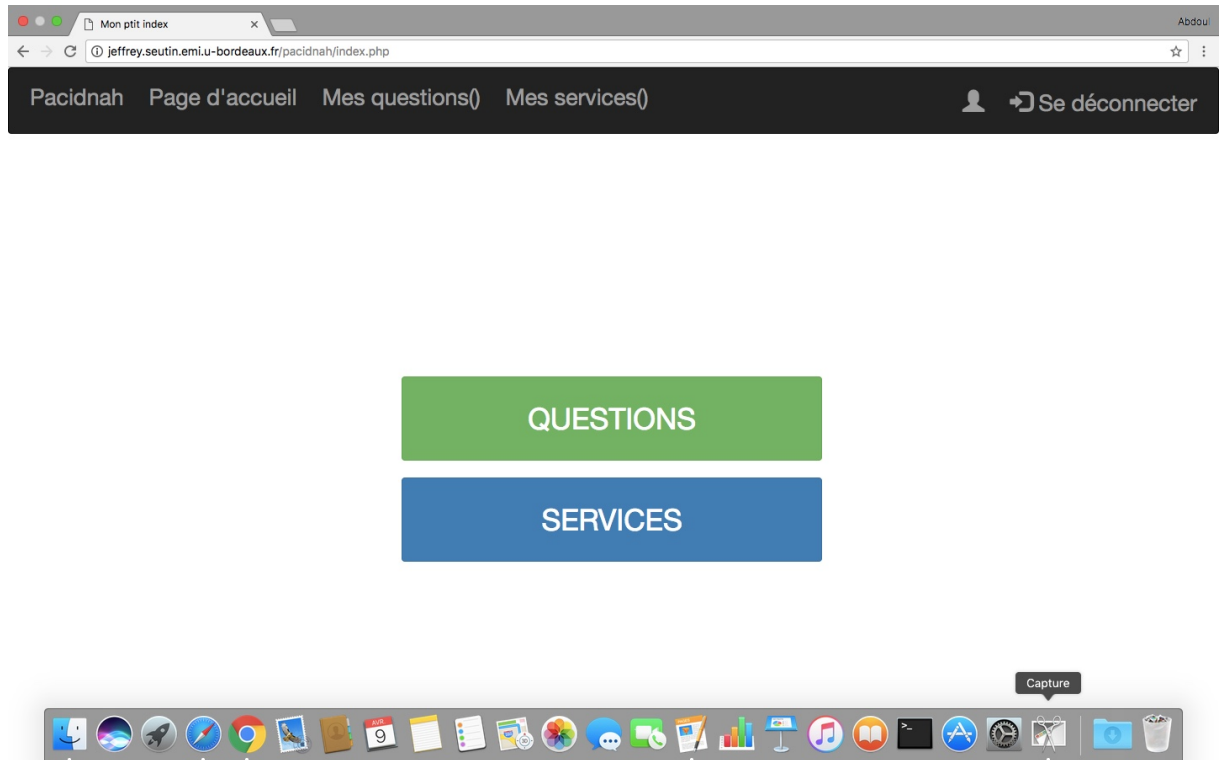 Mon ptit index
Abdoul
jeffrey.seutin.emi.u-bordeaux.fr/pacidnah/index.php
Pacidnah Page d'accueil Mes questions() Mes services() Se déconnecter
QUESTIONS
SERVICES
Capture
AVR.
9